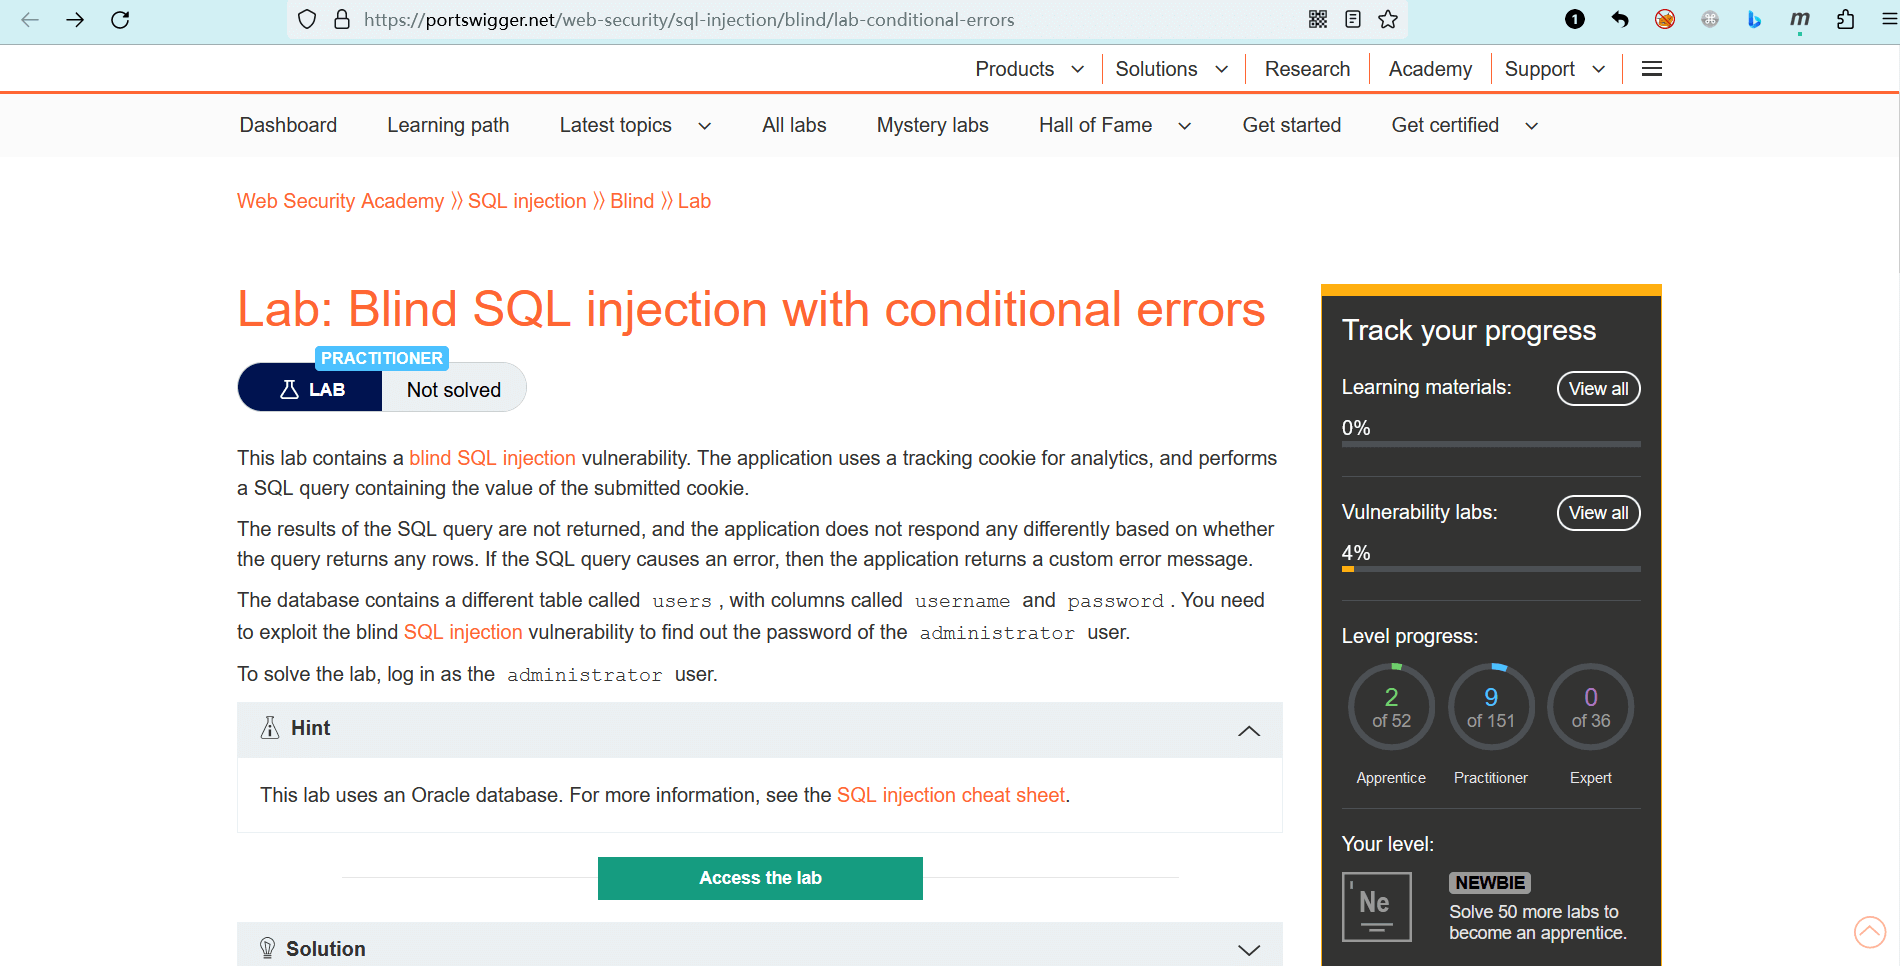 https://portswigger.net/web-security/sql-injection/blind/lab-conditional-errors
1
m
Products Solutions Research Academy Support
Dashboard Learning path Latest topics All labs Mystery labs Hall of Fame Get started Get certified
Web Security Academy » SQL injection » Blind » Lab
Lab: Blind SQL injection with conditional errors
PRACTITIONER
LAB Not solved
This lab contains a blind SQL injection vulnerability. The application uses a tracking cookie for analytics, and performs
a SQL query containing the value of the submitted cookie.
The results of the SQL query are not returned, and the application does not respond any differently based on whether
the query returns any rows. If the SQL query causes an error, then the application returns a custom error message.
The database contains a different table called users , with columns called username and password . You need
to exploit the blind SQL injection vulnerability to find out the password of the administrator user.
To solve the lab, log in as the administrator user.
Hint
This lab uses an Oracle database. For more information, see the SQL injection cheat sheet.
Access the lab
Solution
Track your progress
Learning materials: View all
0%
Vulnerability labs: View all
4%
Level progress:
2 9 0
of 52 of 151 of 36
Apprentice Practitioner Expert
Your level:
Ne
NEWBIE
Solve 50 more labs to
become an apprentice.